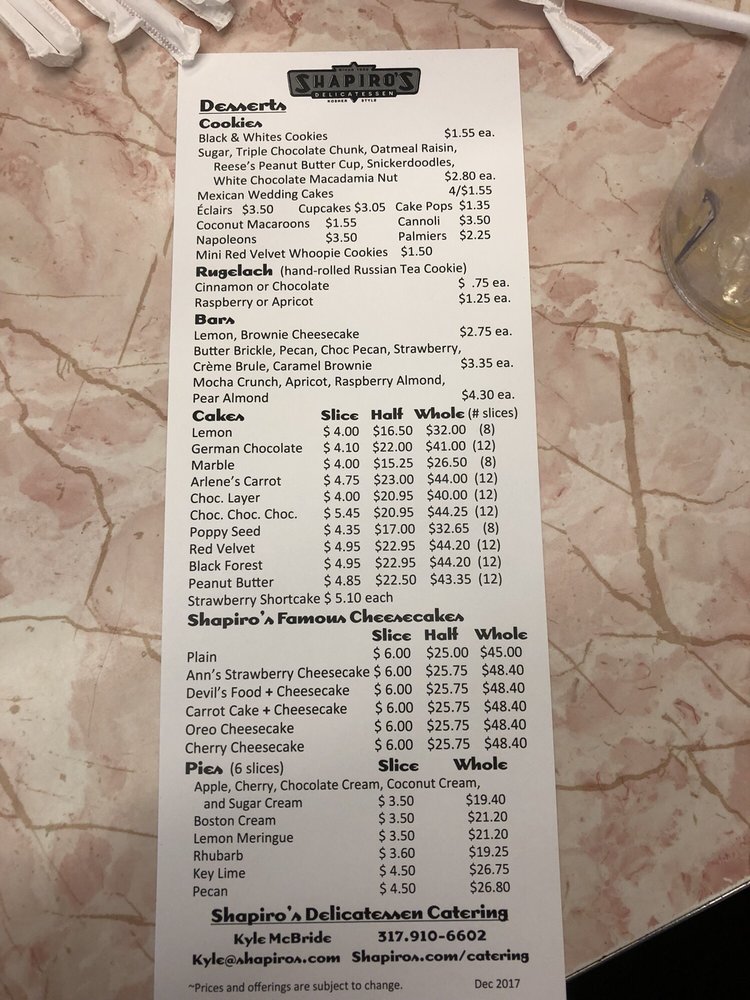 SINCE 1905
SHAPIRO'S
DELICATESSEN
KOSHER STYLE
Desserts
Cookies
Black & Whites Cookies $1.55 ea.
Sugar, Triple Chocolate Chunk, Oatmeal Raisin,
Reese's Peanut Butter Cup, Snickerdoodles,
White Chocolate Macadamia Nut $2.80 ea.
Mexican Wedding Cakes 4/$1.55
Éclairs $3.50 Cupcakes $3.05 Cake Pops $1.35
Coconut Macaroons $1.55 Cannoli $3.50
Napoleons $3.50 Palmiers $2.25
Mini Red Velvet Whoopie Cookies $1.50
Rugelach (hand-rolled Russian Tea Cookie)
Cinnamon or Chocolate $ .75 ea.
Raspberry or Apricot $1.25 ea.
Bars
Lemon, Brownie Cheesecake $2.75 ea.
Butter Brickle, Pecan, Choc Pecan, Strawberry,
Crème Brule, Caramel Brownie $3.35 ea.
Mocha Crunch, Apricot, Raspberry Almond,
Pear Almond $4.30 ea.
Cakes Slice Half Whole (# slices)
Lemon $ 4.00 $16.50 $32.00 (8)
German Chocolate $ 4.10 $22.00 $41.00 (12)
Marble $ 4.00 $15.25 $26.50 (8)
Arlene's Carrot $ 4.75 $23.00 $44.00 (12)
Choc. Layer $ 4.00 $20.95 $40.00 (12)
Choc. Choc. Choc. $ 5.45 $20.95 $44.25 (12)
Poppy Seed $ 4.35 $17.00 $32.65 (8)
Red Velvet $ 4.95 $22.95 $44.20 (12)
Black Forest $ 4.95 $22.95 $44.20 (12)
Peanut Butter $ 4.85 $22.50 $43.35 (12)
Strawberry Shortcake $ 5.10 each
Shapiro's Famous Cheesecakes
Slice Half Whole
Plain $ 6.00 $25.00 $45.00
Ann's Strawberry Cheesecake $ 6.00 $25.75 $48.40
Devil's Food + Cheesecake $ 6.00 $25.75 $48.40
Carrot Cake + Cheesecake $ 6.00 $25.75 $48.40
Oreo Cheesecake $ 6.00 $25.75 $48.40
Cherry Cheesecake $ 6.00 $25.75 $48.40
Pies (6 slices) Slice Whole
Apple, Cherry, Chocolate Cream, Coconut Cream,
and Sugar Cream $ 3.50 $19.40
Boston Cream $ 3.50 $21.20
Lemon Meringue $ 3.50 $21.20
Rhubarb $ 3.60 $19.25
Key Lime $ 4.50 $26.75
Pecan $ 4.50 $26.80
Shapiro's Delicatessen Catering
Kyle McBride 317.910-6602
Kyle@shapiros.com Shapiros.com/catering
~Prices and offerings are subject to change. Dec 2017